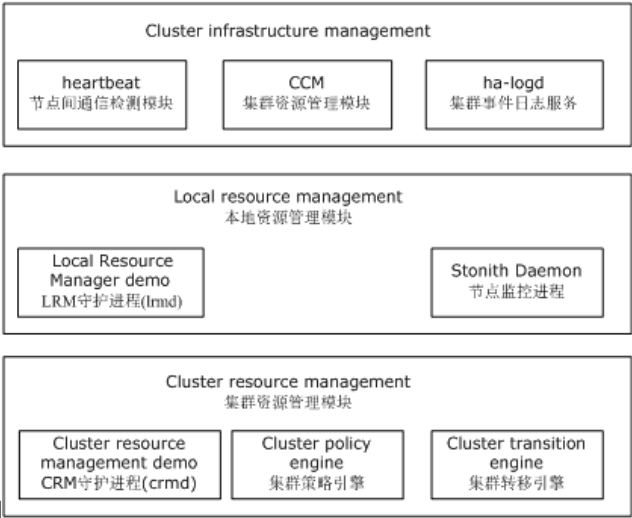 Cluster infrastructure management
heartbeat
节点间通信检测模块
CCM
集群资源管理模块
ha-logd
集群事件日志服务
Local resource management
本地资源管理模块
Local Resource
Manager demo
LRM守护进程(lrmd)
Stonith Daemon
节点监控进程
Cluster resource management
集群资源管理模块
Cluster resource
management demo
CRM守护进程(crmd)
Cluster policy
engine
集群策略引擎
Cluster transition
engine
集群转移引擎